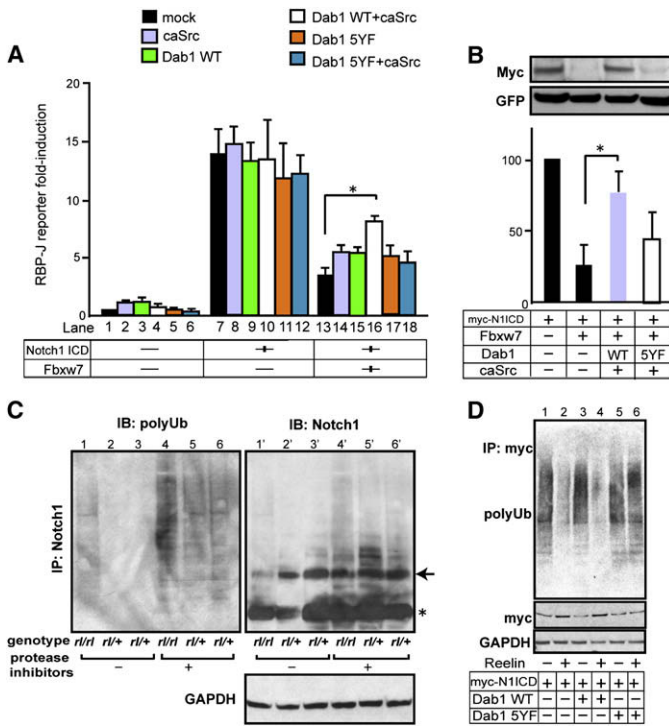 A
mock
caSrc
Dab1 WT
Dab1 WT+caSrc
Dab1 5YF
Dab1 5YF+caSrc
RBP-J reporter fold-induction
20
15
10
5
0
Lane 1 2 3 4 5 6 7 8 9 10 11 12 13 14 15 16 17 18
*
Notch1 ICD — + +
Fbxw7 — — +
B
Myc
GFP
*
100
50
0
myc-N1ICD + + + +
Fbxw7 − + + +
Dab1 − − WT 5YF
caSrc − − + +
C
IB: polyUb IB: Notch1
1 2 3 4 5 6 1' 2' 3' 4' 5' 6'
IP: Notch1
*
genotype rl/rl rl/+ rl/+ rl/rl rl/+ rl/+ rl/rl rl/+ rl/+ rl/rl rl/+ rl/+
protease inhibitors − + − +
GAPDH
D
1 2 3 4 5 6
IP: myc
polyUb
myc
GAPDH
Reelin − + − + − +
myc-N1ICD + + + + + +
Dab1 WT − − + + − −
Dab1 5YF − − − − + +